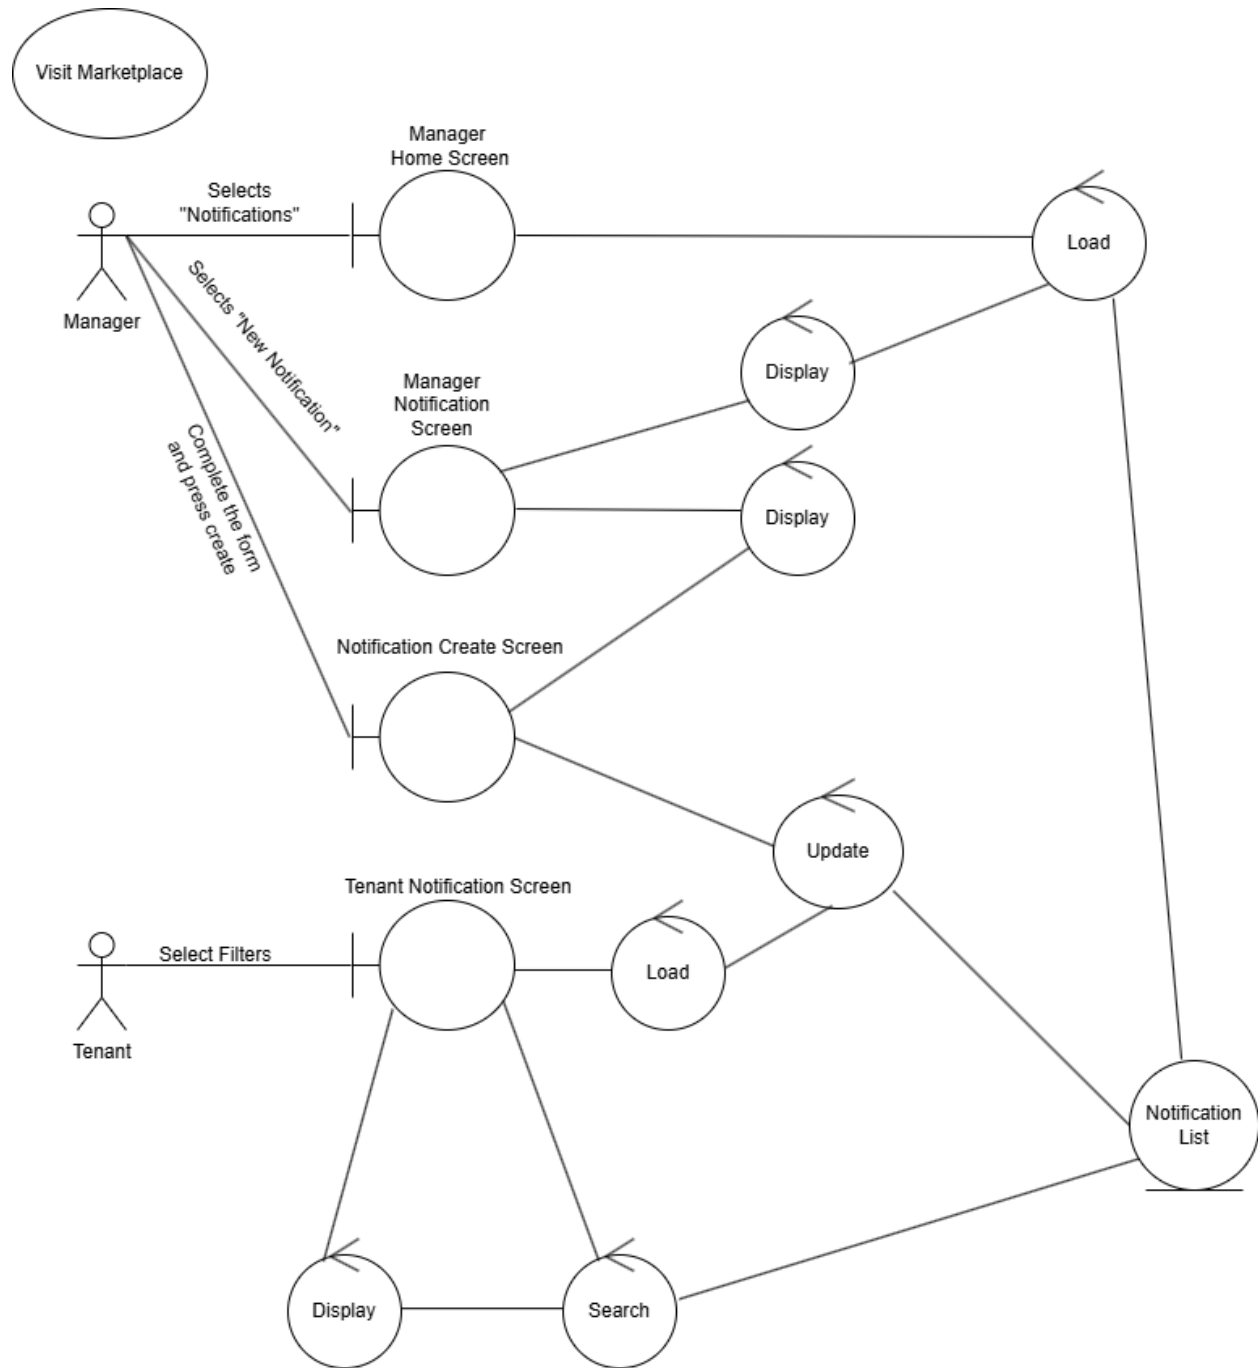 Visit Marketplace
Manager
Home Screen
Selects
"Notifications"
Load
Manager
Selects "New Notification"
Display
Manager
Notification
Screen
Complete the form
and press create
Display
Notification Create Screen
Update
Tenant Notification Screen
Select Filters
Load
Tenant
Notification
List
Display
Search